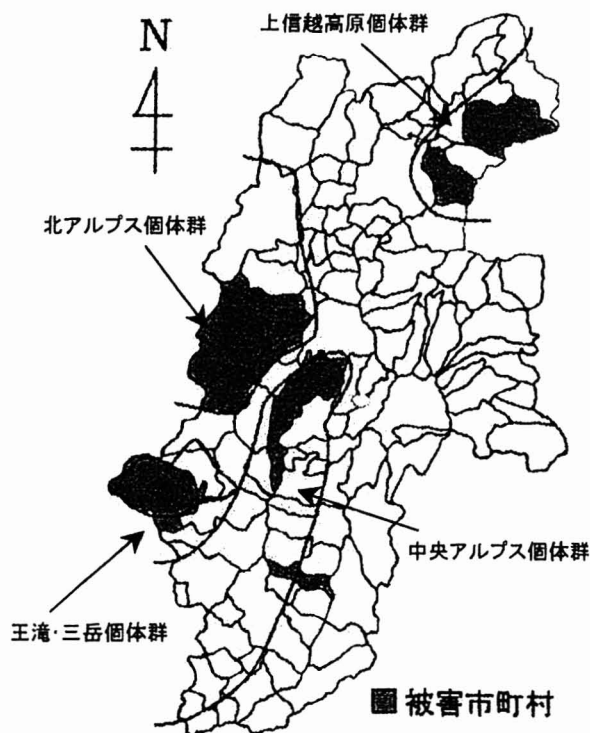 上信越高原個体群
N
北アルプス個体群
中央アルプス個体群
王滝・三岳個体群
被害市町村